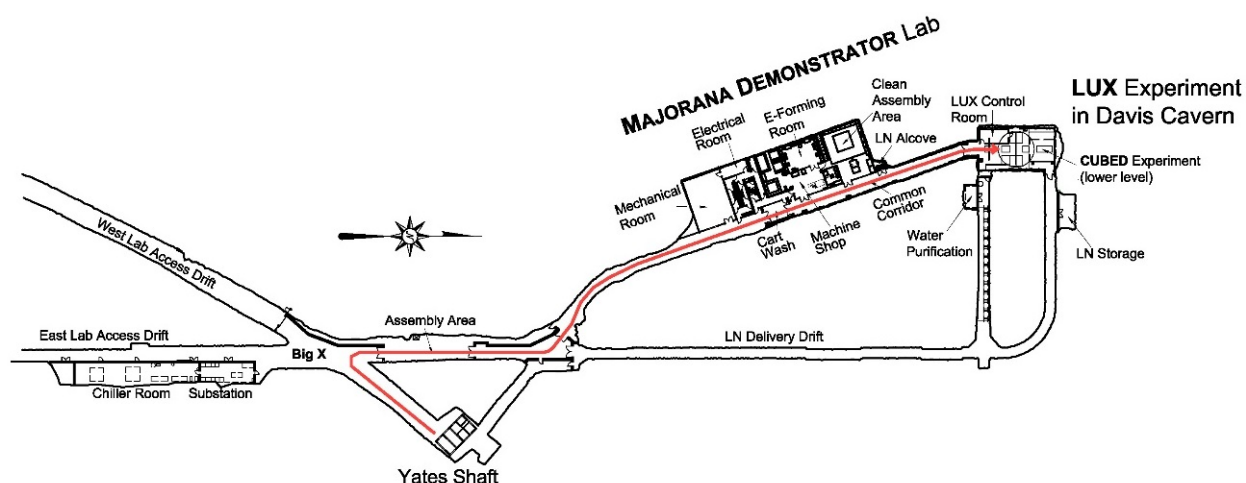 MAJORANA DEMONSTRATOR Lab
Electrical
Room
E-Forming
Room
Clean
Assembly
Area
LN Alcove
LUX Control
Room
LUX Experiment
in Davis Cavern
CUBED Experiment
(lower level)
Mechanical
Room
Cart
Wash
Machine
Shop
Common
Corridor
Water
Purification
LN Storage
West Lab Access Drift
East Lab Access Drift
Assembly Area
Big X
LN Delivery Drift
Chiller Room
Substation
Yates Shaft